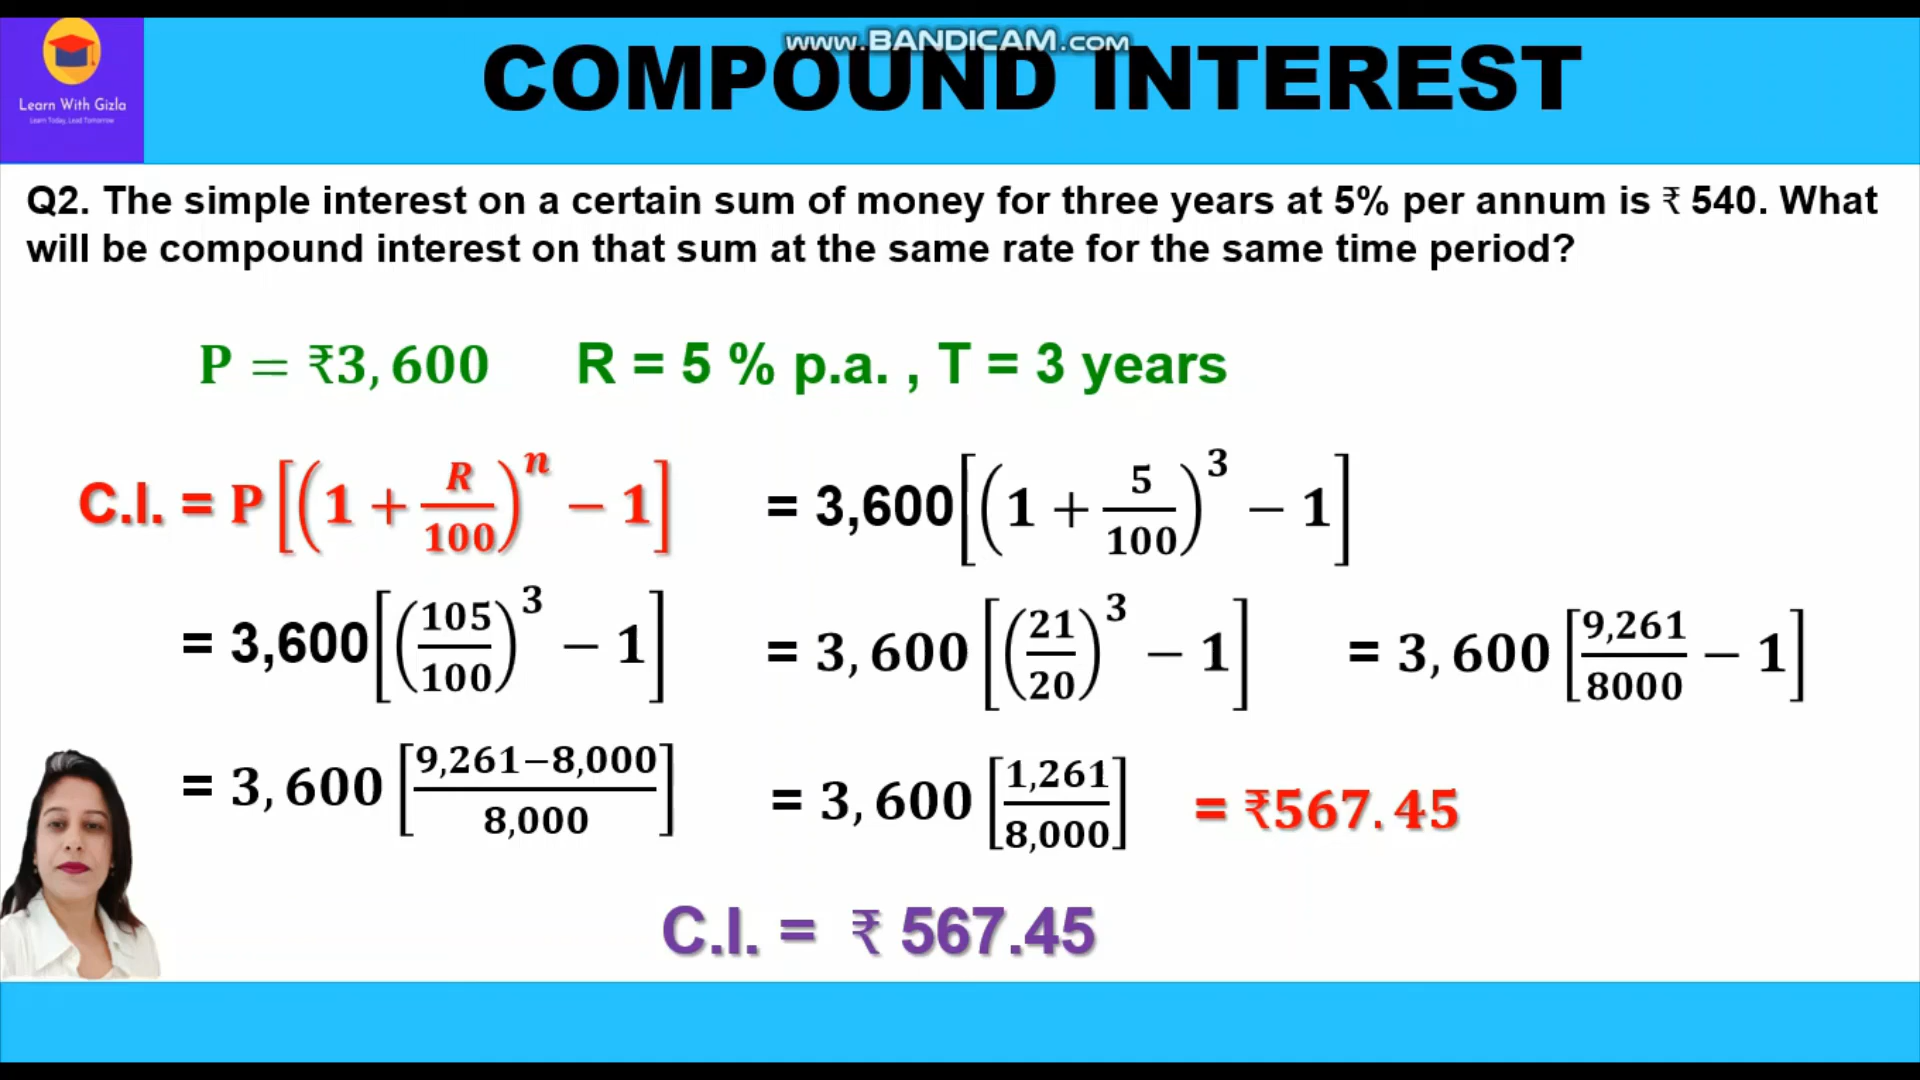 www.BANDICAM.com
COMPOUND INTEREST
Learn With Gizla
Learn Today, Lead Tomorrow
Q2. The simple interest on a certain sum of money for three years at 5% per annum is ₹ 540. What
will be compound interest on that sum at the same rate for the same time period?
P = ₹3,600 R = 5 % p.a. , T = 3 years
C.I. = P[(1 + R/100)^n − 1] = 3,600[(1 + 5/100)^3 − 1]
= 3,600[(105/100)^3 − 1] = 3,600[(21/20)^3 − 1] = 3,600[9,261/8000 − 1]
= 3,600[9,261−8,000/8,000] = 3,600[1,261/8,000] = ₹567.45
C.I. = ₹ 567.45